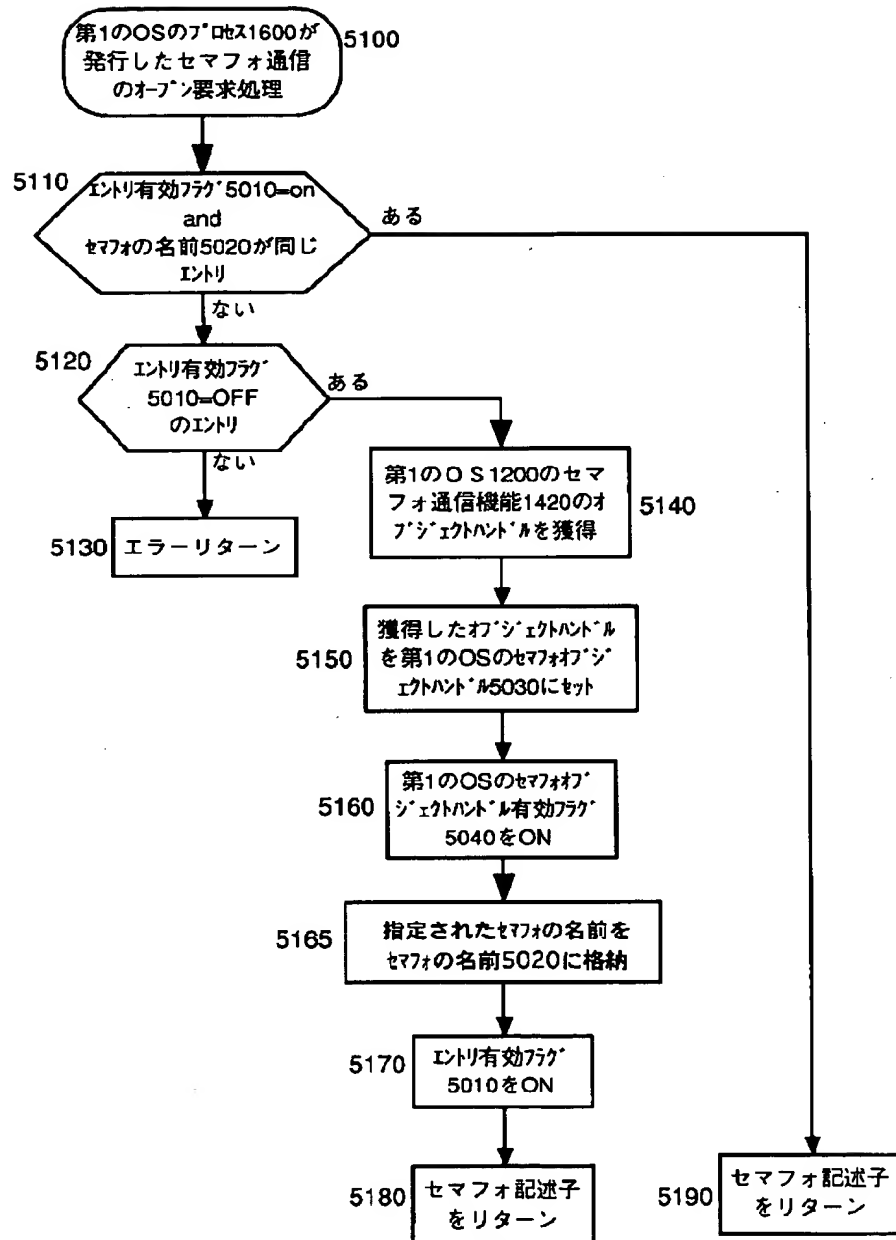 第1のOSのプロセス1600が
発行したセマフォ通信
のオープン要求処理
5100
5110
エントリ有効フラグ5010=on
and
セマフォの名前5020が同じ
エントリ
ある
ない
5120
エントリ有効フラグ
5010=OFF
のエントリ
ある
ない
5130
エラーリターン
第1のOS1200のセマ
フォ通信機能1420のオ
ブジェクトハンドルを獲得
5140
5150
獲得したオブジェクトハンドル
を第1のOSのセマフォオブジ
ェクトハンドル5030にセット
5160
第1のOSのセマフォオブ
ジェクトハンドル有効フラグ
5040をON
5165
指定されたセマフォの名前を
セマフォの名前5020に格納
5170
エントリ有効フラグ
5010をON
5180
セマフォ記述子
をリターン
5190
セマフォ記述子
をリターン